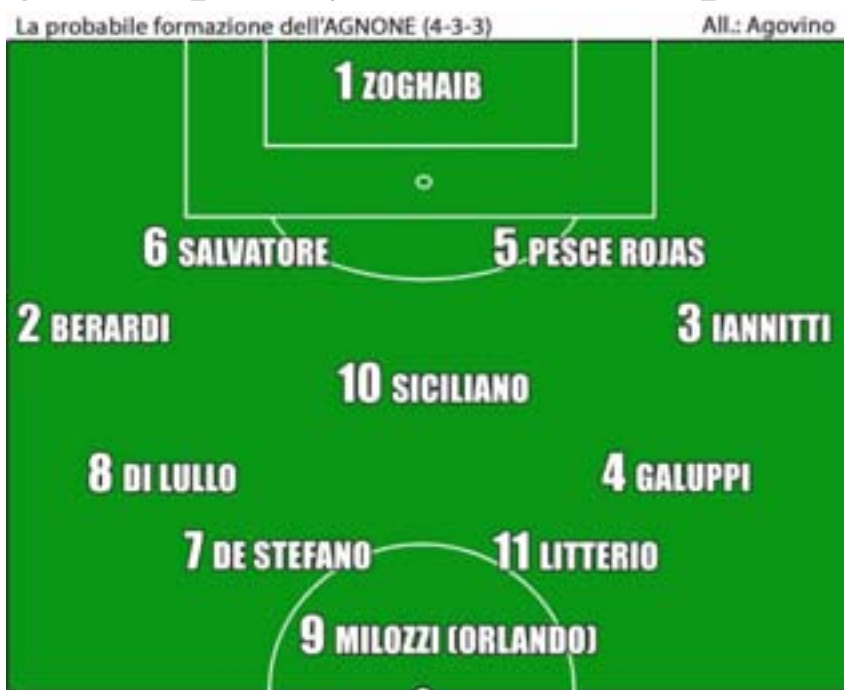 La probabile formazione dell'AGNONE (4-3-3) All.: Agovino
1 ZOGHAIB
6 SALVATORE 5 PESCE ROJAS
2 BERARDI 3 IANNITTI
10 SICILIANO
8 DI LULLO 4 GALUPPI
7 DE STEFANO 11 LITTERIO
9 MILOZZI (ORLANDO)